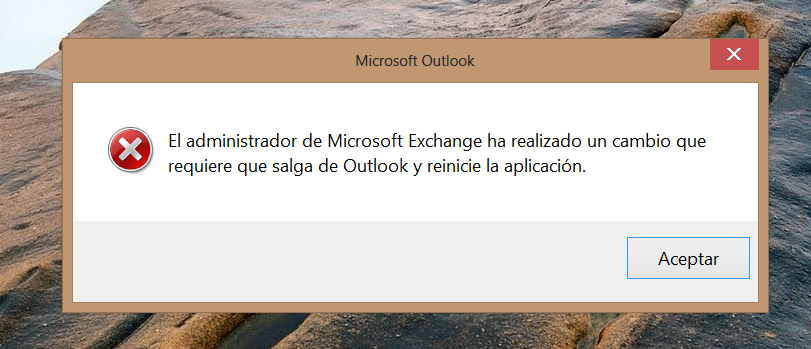 Microsoft Outlook
El administrador de Microsoft Exchange ha realizado un cambio que
requiere que salga de Outlook y reinicie la aplicación.
Aceptar